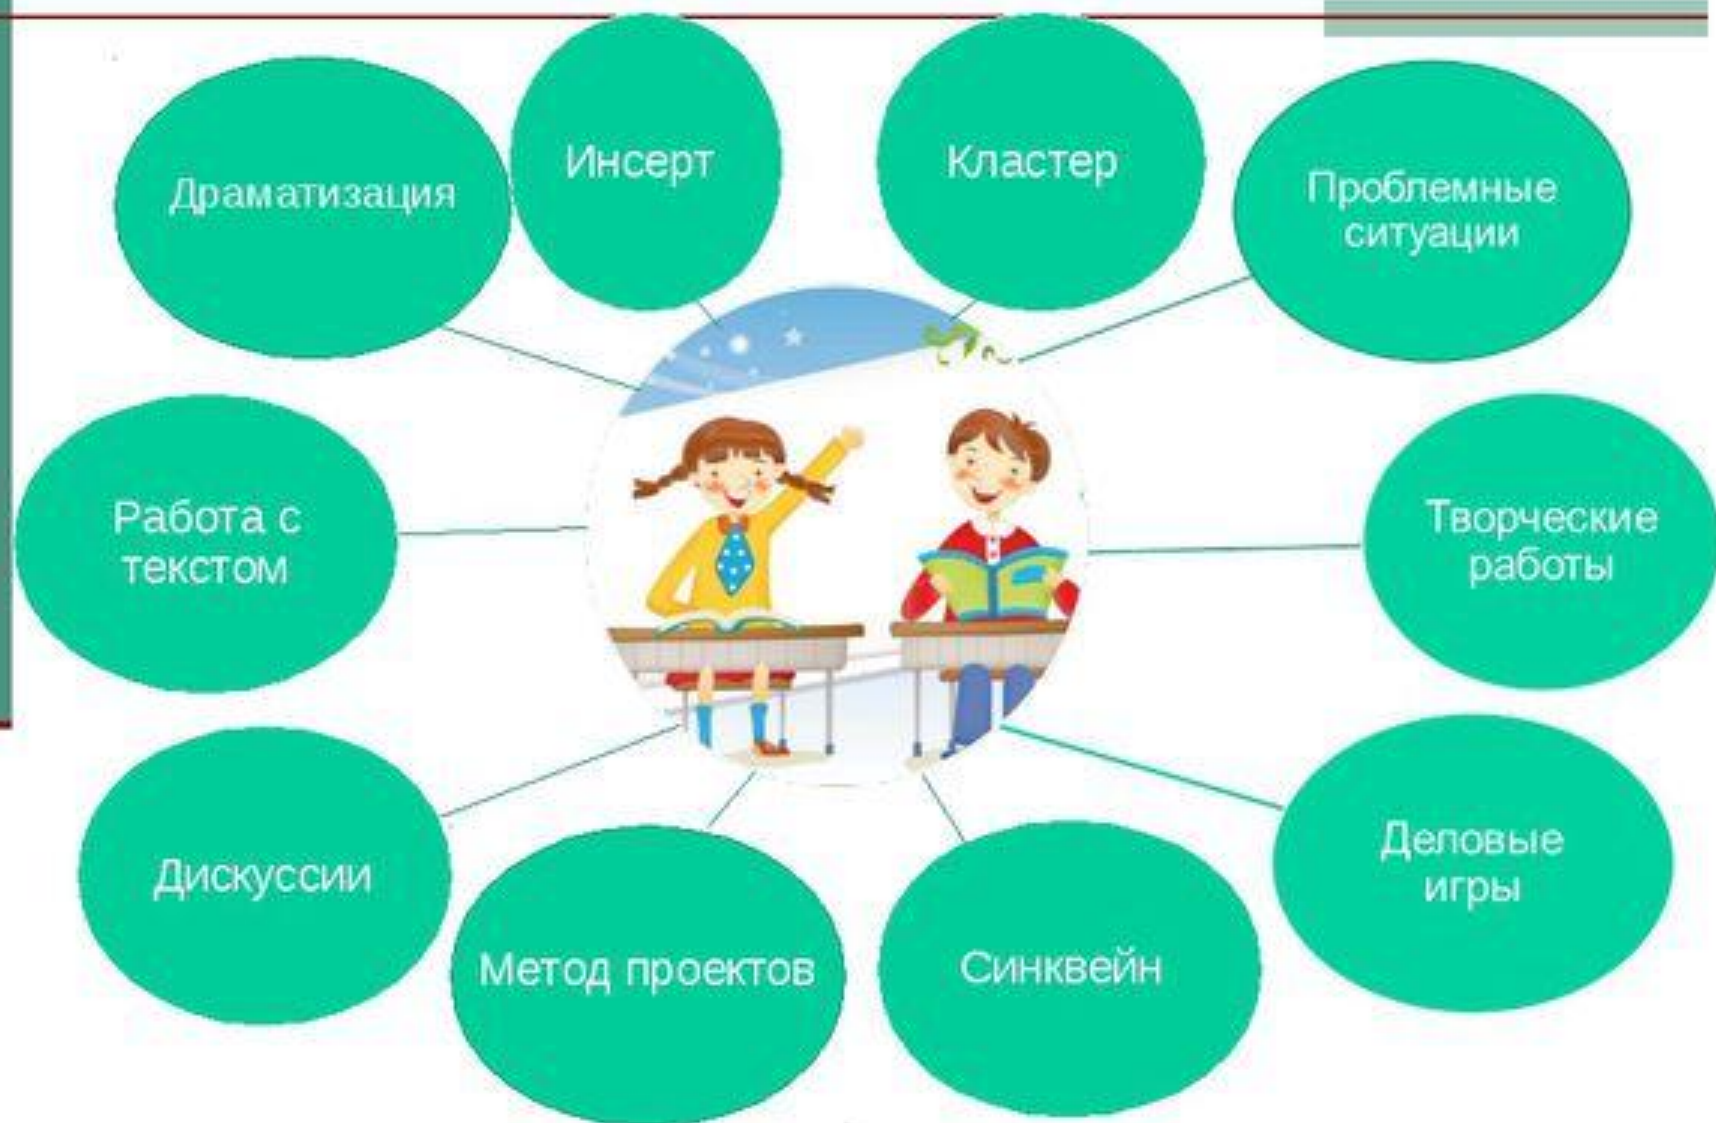 Драматизация
Инсерт
Кластер
Проблемные
ситуации
Работа с
текстом
Творческие
работы
Дискуссии
Метод проектов
Синквейн
Деловые
игры